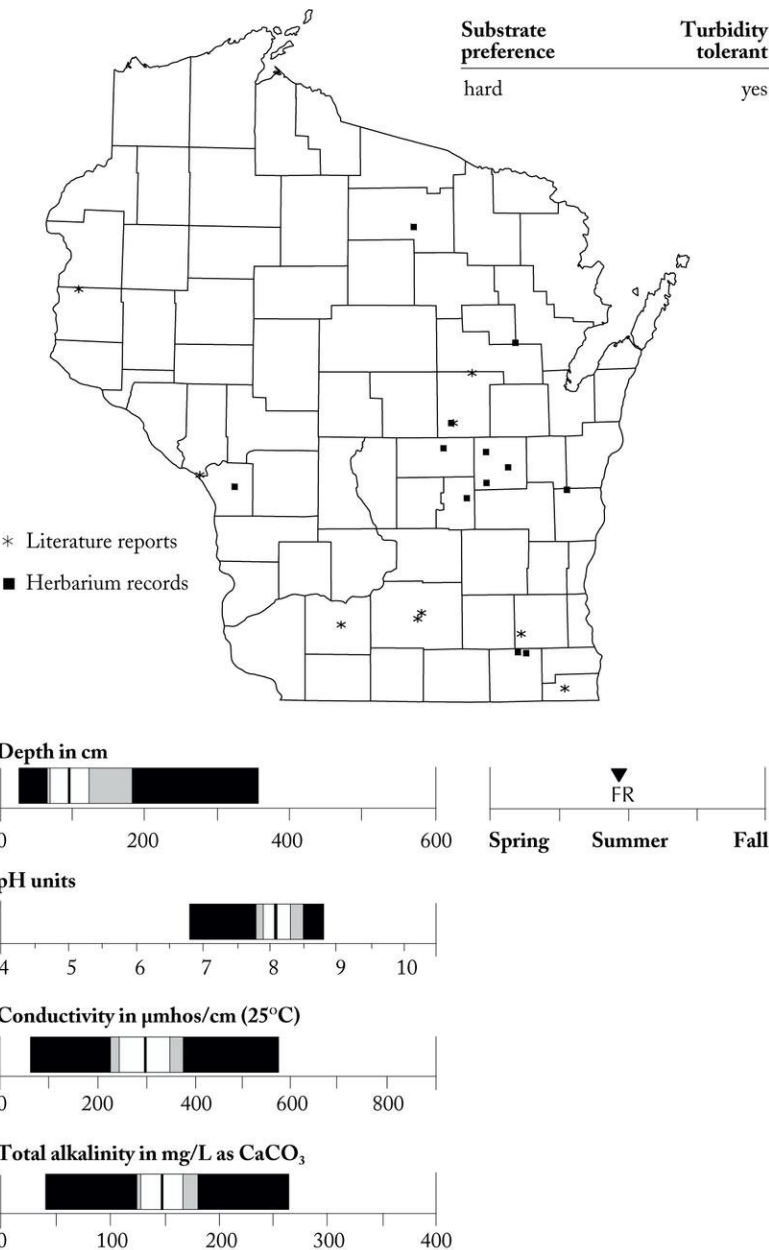 Substrate preference Turbidity tolerant
hard yes
* Literature reports
■ Herbarium records
Depth in cm
FR
0 200 400 600
Spring Summer Fall
pH units
4 5 6 7 8 9 10
Conductivity in µmhos/cm (25°C)
0 200 400 600 800
Total alkalinity in mg/L as CaCO₃
0 100 200 300 400